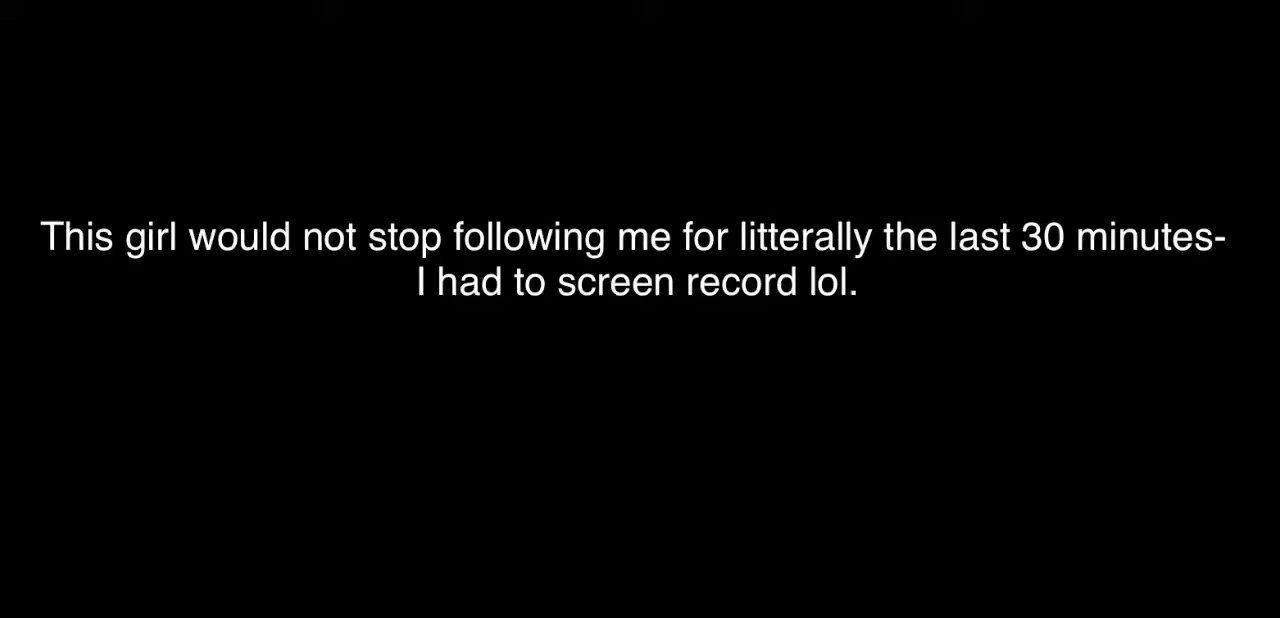 This girl would not stop following me for litterally the last 30 minutes-
I had to screen record lol.